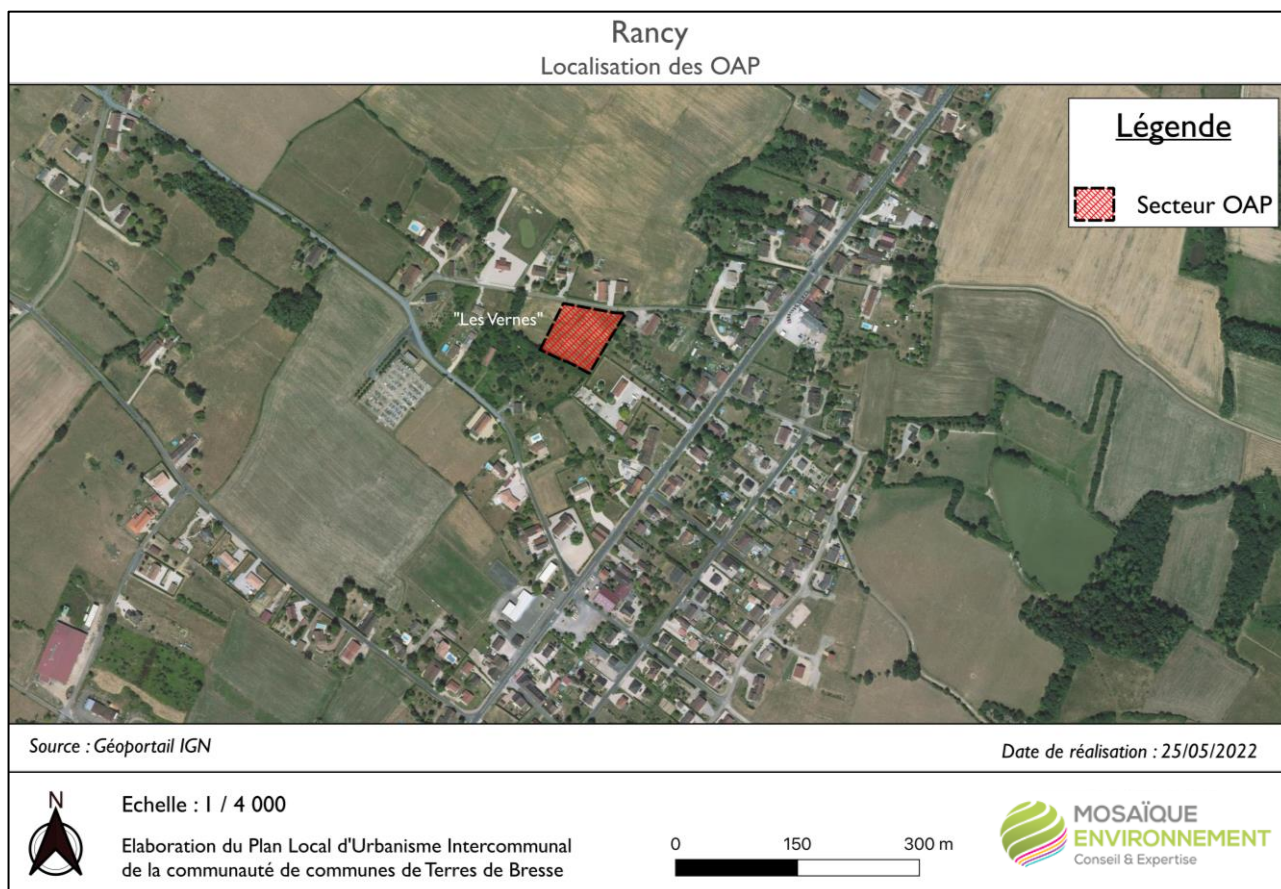 Rancy
Localisation des OAP
Légende
Secteur OAP
"Les Vernes"
Source : Géoportail IGN
Date de réalisation : 25/05/2022
N
Echelle : 1 / 4 000
Elaboration du Plan Local d'Urbanisme Intercommunal
de la communauté de communes de Terres de Bresse
0 150 300 m
MOSAÏQUE
ENVIRONNEMENT
Conseil & Expertise